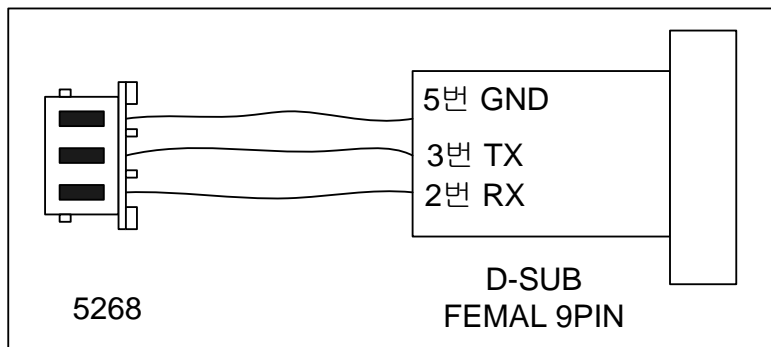 5번 GND
3번 TX
2번 RX
5268
D-SUB
FEMAL 9PIN